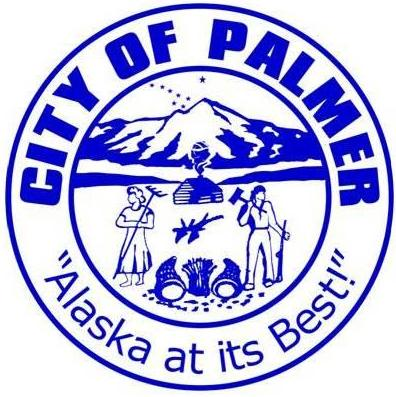 CITY OF PALMER
"Alaska at its Best!"